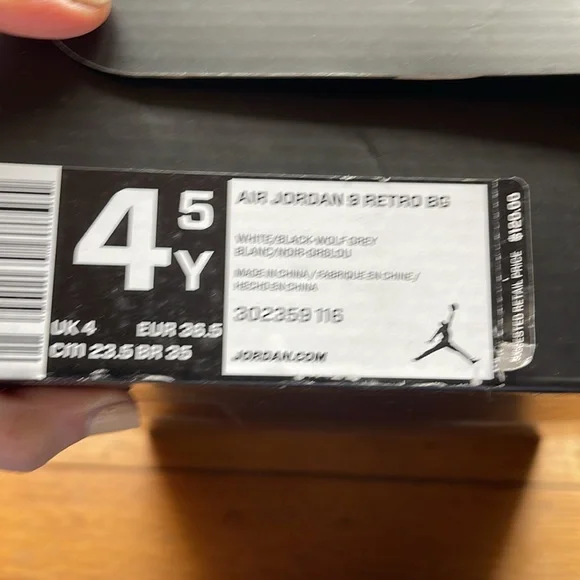 4 5 Y
UK 4 EUR 36.5
cm 23.5 BR 35
AIR JORDAN 9 RETRO BG
WHITE/BLACK-WOLF GREY
BLANC/NOIR-GRBLOU
MADE IN CHINA / FABRIQUE EN CHINE /
HECHO EN CHINA
302359 116
JORDAN.COM
SUGGESTED RETAIL PRICE $120.00